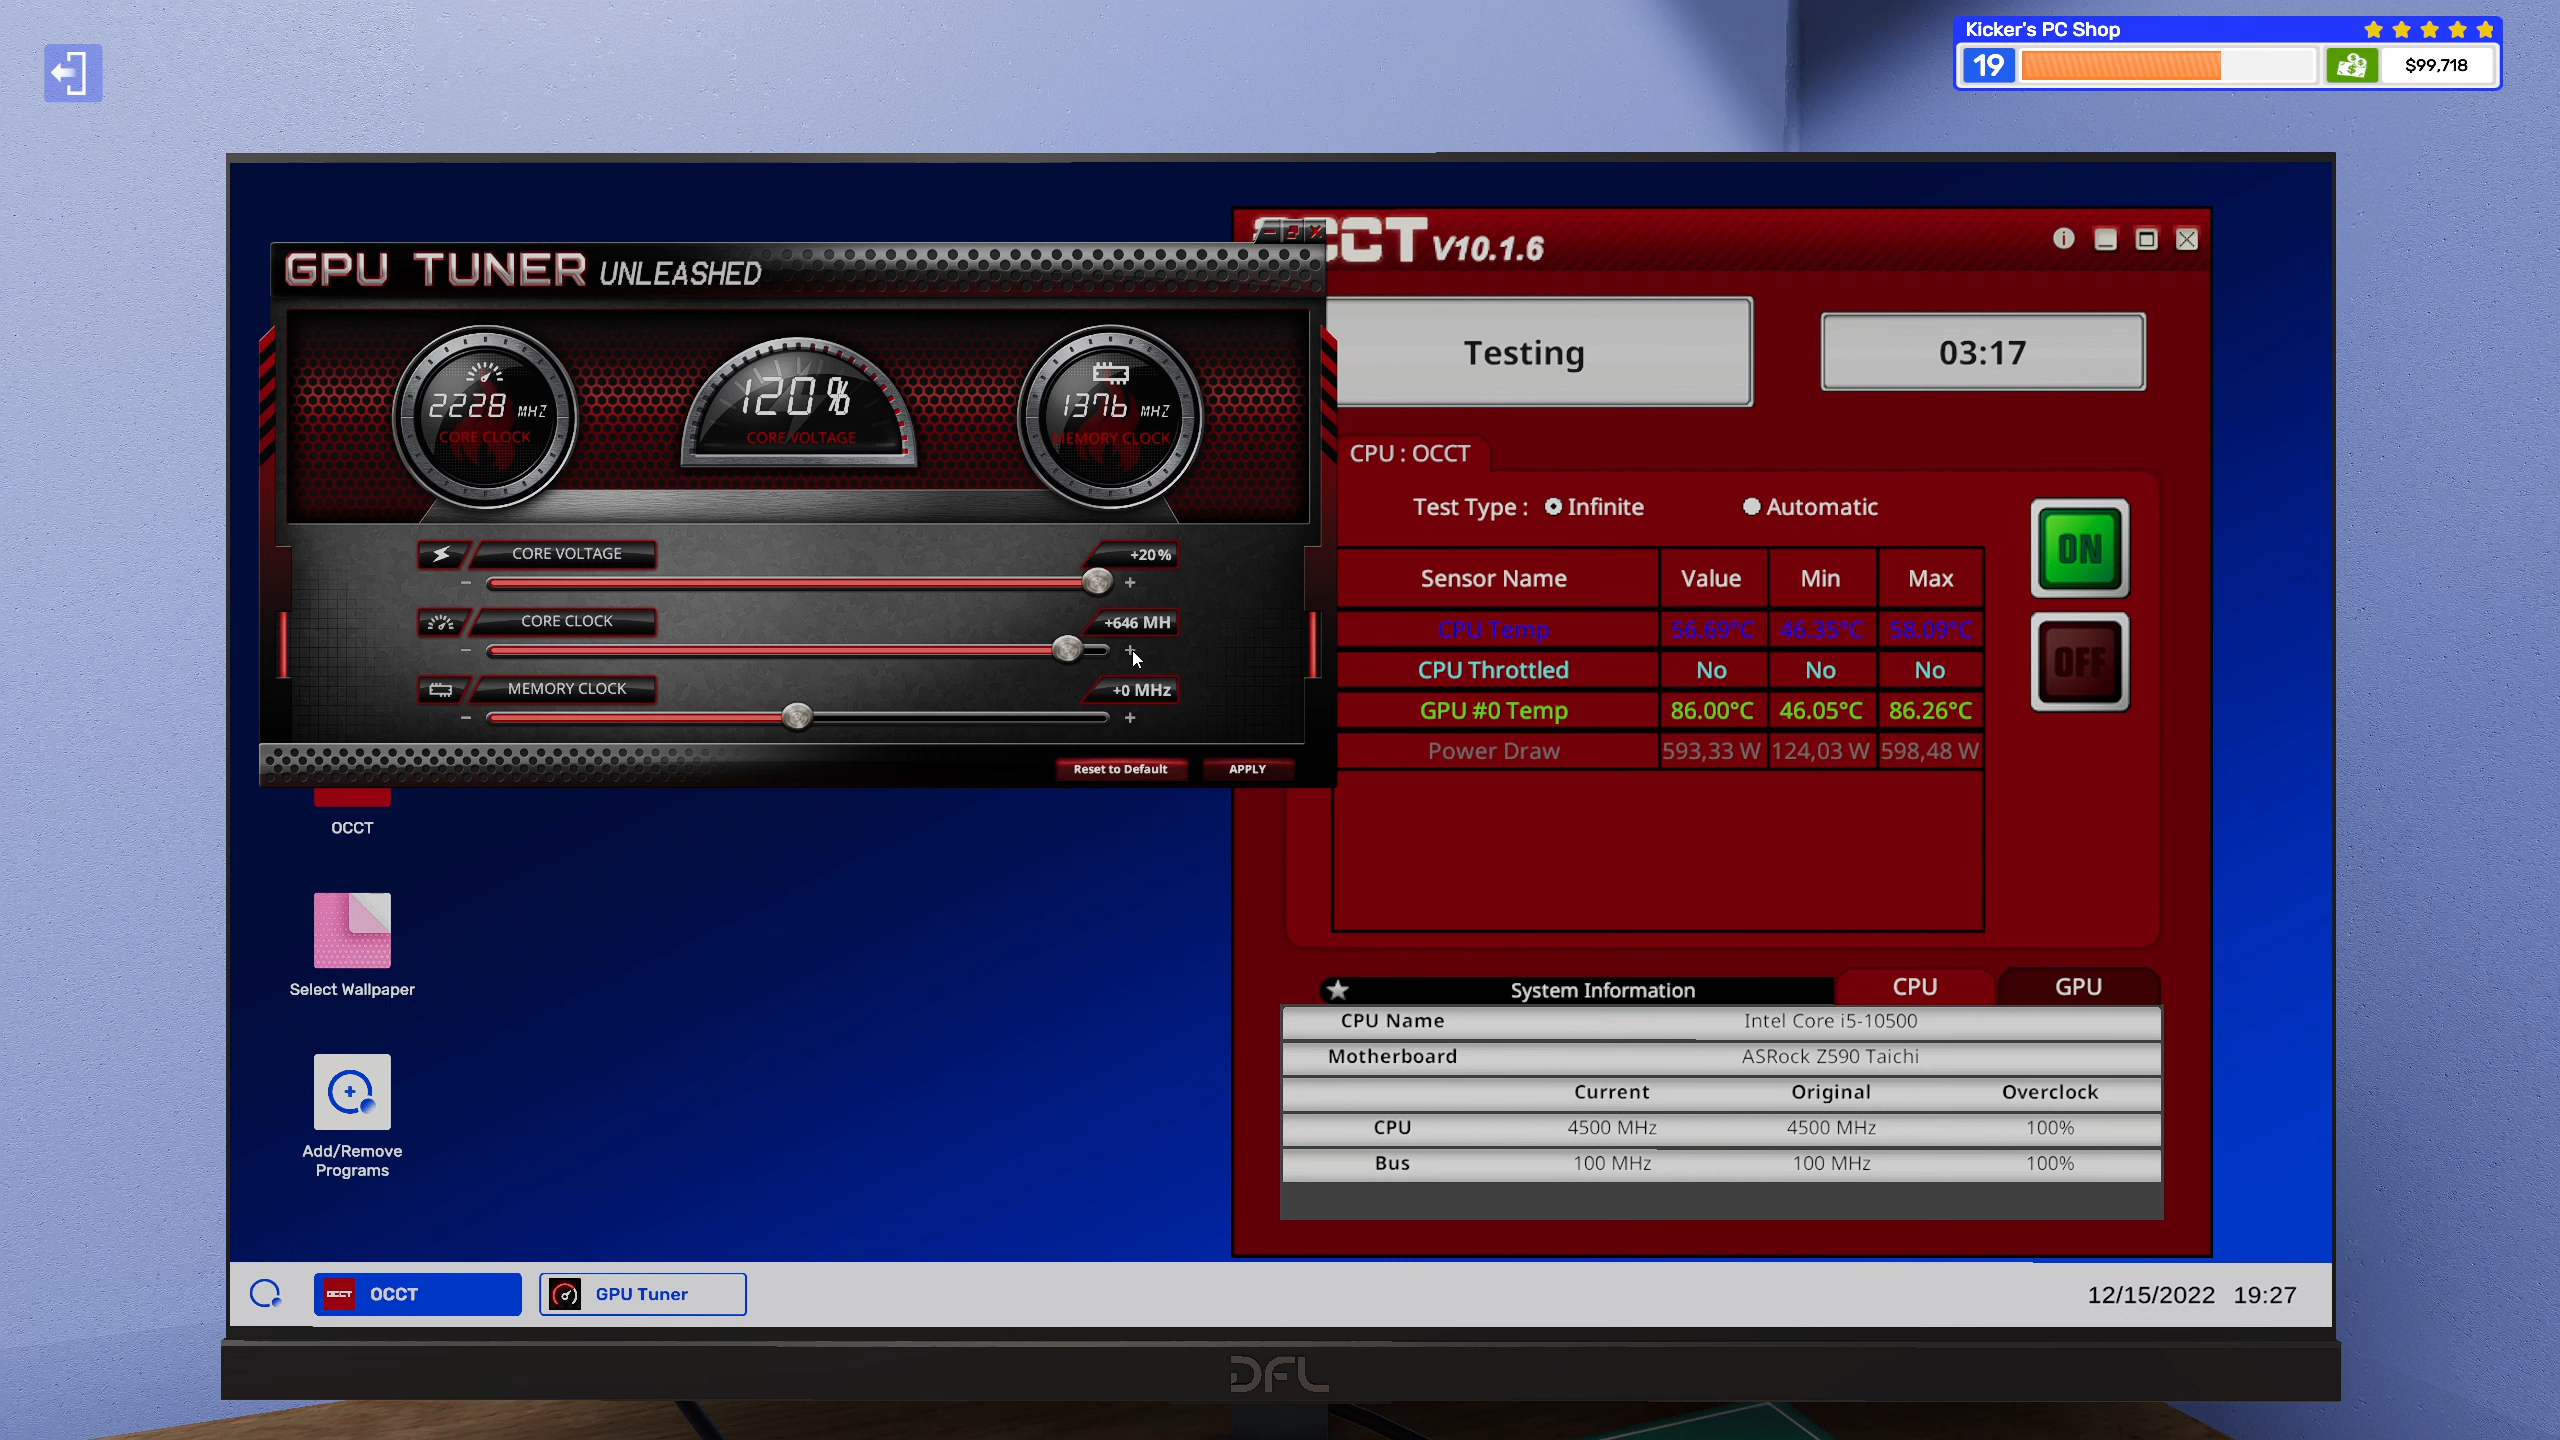 Kicker's PC Shop
19
$99,718
GPU TUNER UNLEASHED
2228 MHZ
CORE CLOCK
120%
CORE VOLTAGE
1376 MHZ
MEMORY CLOCK
CORE VOLTAGE
+20%
CORE CLOCK
+646 MH
MEMORY CLOCK
+0 MHz
Reset to Default
APPLY
CCT V10.1.6
Testing
03:17
CPU : OCCT
Test Type : Infinite Automatic
Sensor Name Value Min Max
CPU Temp 56.69°C 46.35°C 58.09°C
CPU Throttled No No No
GPU #0 Temp 86.00°C 46.05°C 86.26°C
Power Draw 593,33 W 124,03 W 598,48 W
ON
OFF
System Information
CPU
GPU
CPU Name Intel Core i5-10500
Motherboard ASRock Z590 Taichi
Current Original Overclock
CPU 4500 MHz 4500 MHz 100%
Bus 100 MHz 100 MHz 100%
OCCT
Select Wallpaper
Add/Remove
Programs
OCCT OCCT
GPU Tuner
12/15/2022 19:27
DFL